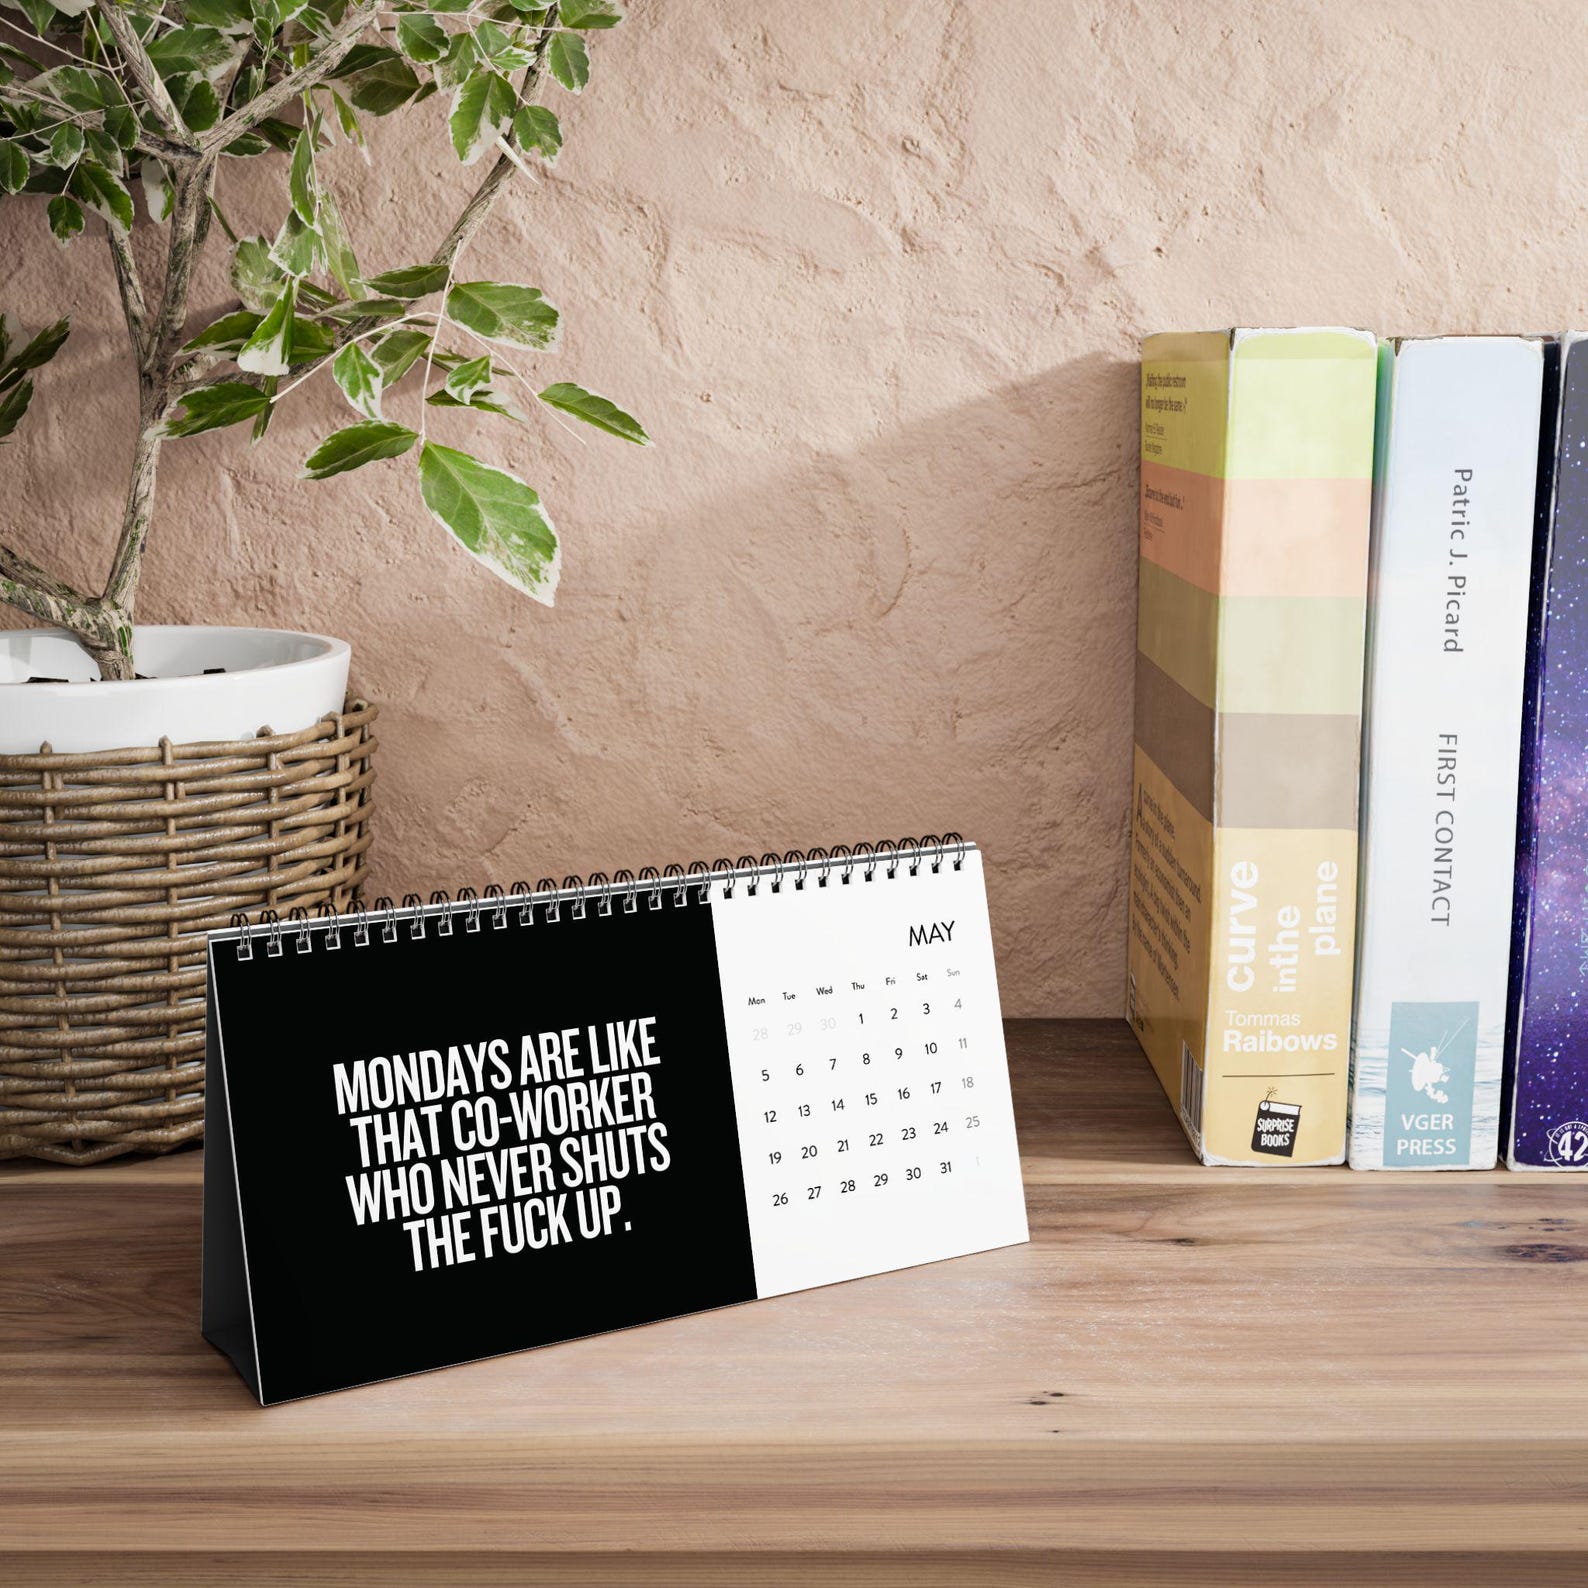 MONDAYS ARE LIKE
THAT CO-WORKER
WHO NEVER SHUTS
THE FUCK UP.
MAY
Mon Tue Wed Thu Fri Sat Sun
28 29 30 1 2 3 4
5 6 7 8 9 10 11
12 13 14 15 16 17 18
19 20 21 22 23 24 25
26 27 28 29 30 31 1
curve
inthe
plane
Tommas
Raibows
SURPRISE
BOOKS
Patric J. Picard
FIRST CONTACT
VGER
PRESS
42